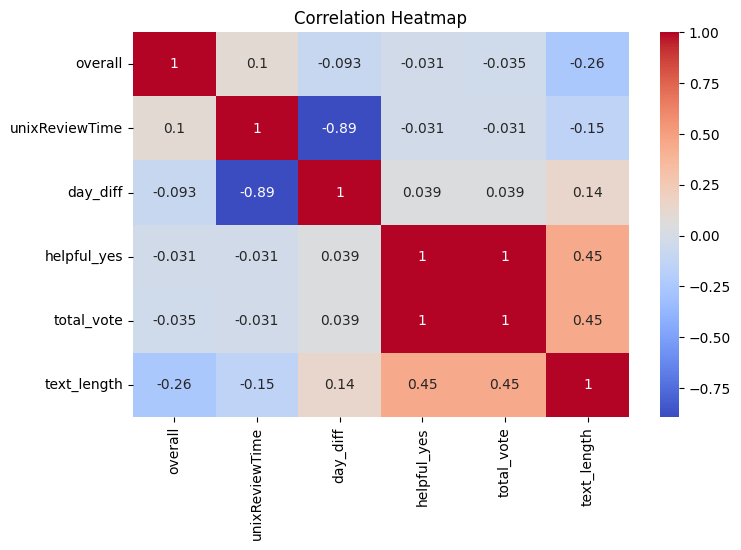 Correlation Heatmap
overall 1 0.1 -0.093 -0.031 -0.035 -0.26
unixReviewTime 0.1 1 -0.89 -0.031 -0.031 -0.15
day_diff -0.093 -0.89 1 0.039 0.039 0.14
helpful_yes -0.031 -0.031 0.039 1 1 0.45
total_vote -0.035 -0.031 0.039 1 1 0.45
text_length -0.26 -0.15 0.14 0.45 0.45 1
overall
unixReviewTime
day_diff
helpful_yes
total_vote
text_length
1.00
0.75
0.50
0.25
0.00
−0.25
−0.50
−0.75